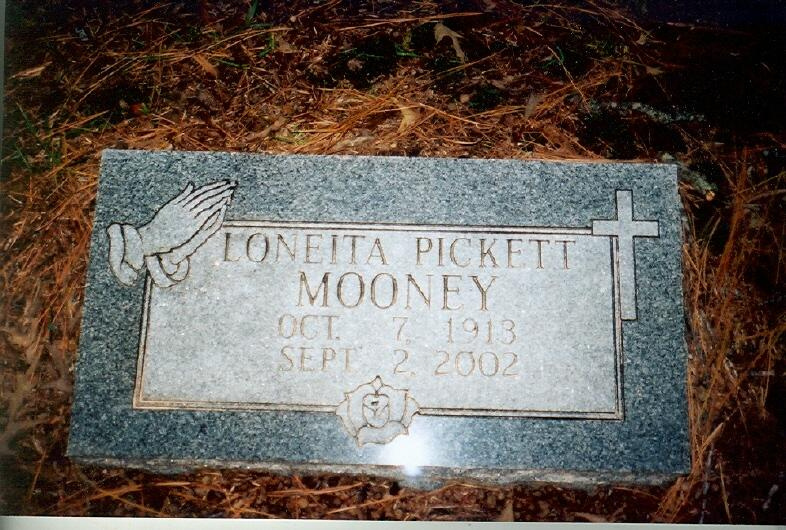 LONEITA PICKETT
MOONEY
OCT. 7, 1913
SEPT. 2, 2002